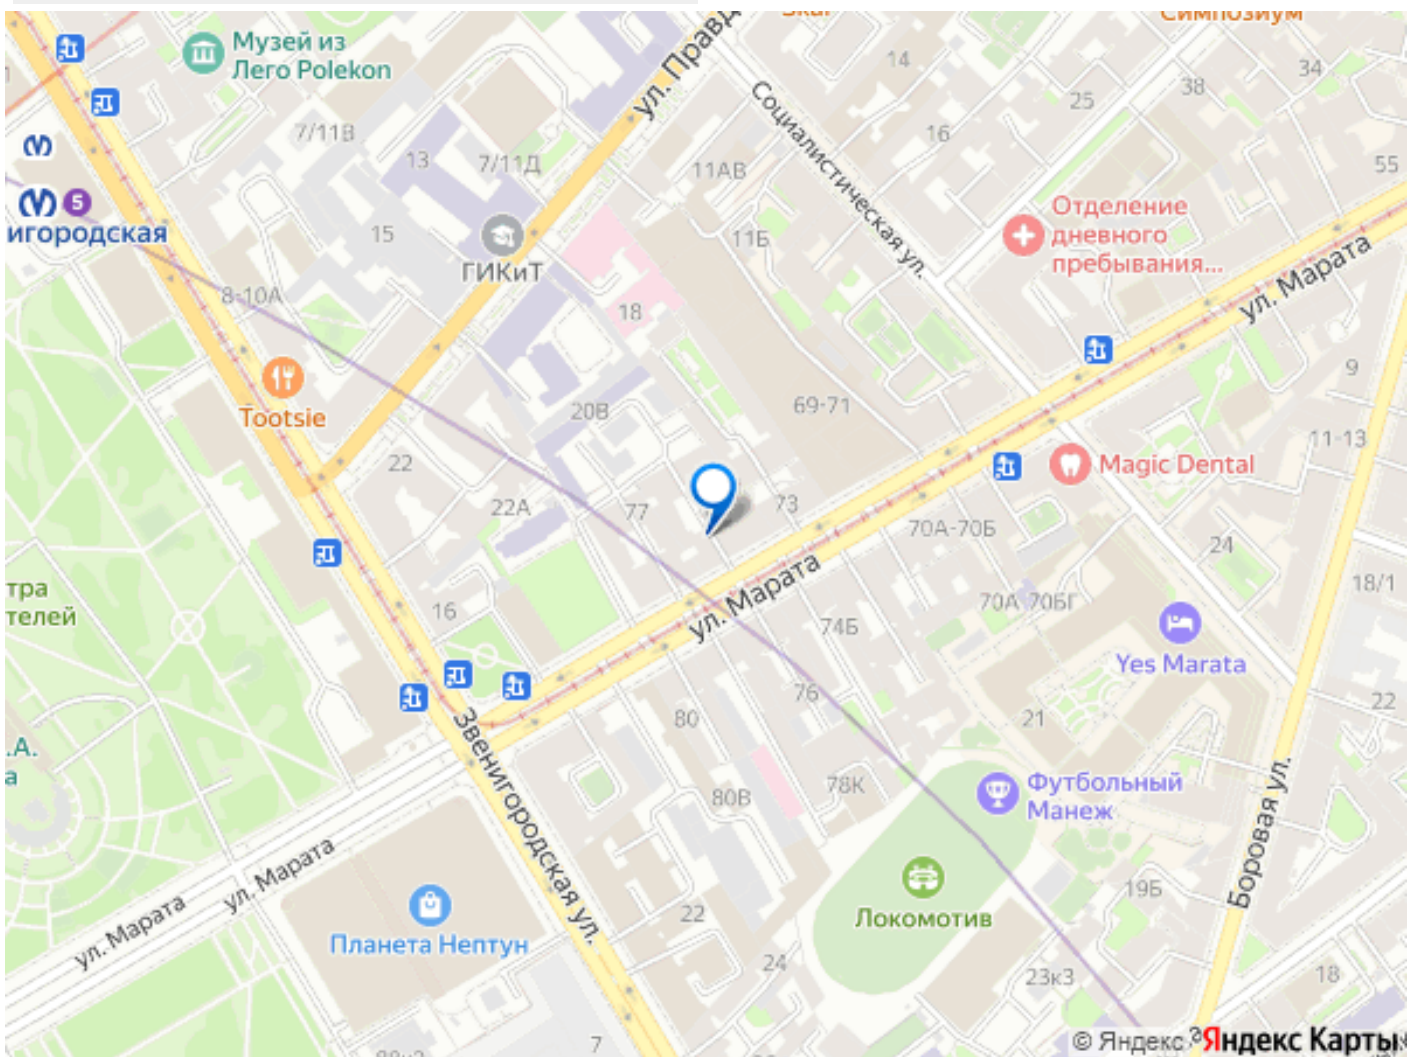 Симпозиум
Музей из
Лего Polekon
ул. Правд
14
34
38
25
Социалистическая ул.
7/11В
13
7/11Д
16
11АВ
55
5
игородская
Отделение
дневного
пребывания...
15
ГИКиТ
11Б
ул. Марата
8-10А
18
9
Tootsie
20В
69-71
11-13
22
Magic Dental
22А
77
73
70А-70Б
24
тра
телей
16
ул. Марата
74Б
70А
70БГ
18/1
Yes Marata
76
80
21
22
.А.
а
Звенигородская ул.
80В
78К
Футбольный
Манеж
Боровая ул.
ул. Марата
ул. Марата
19Б
Планета Нептун
22
Локомотив
24
23к3
18
7
© Яндекс
Яндекс Карты